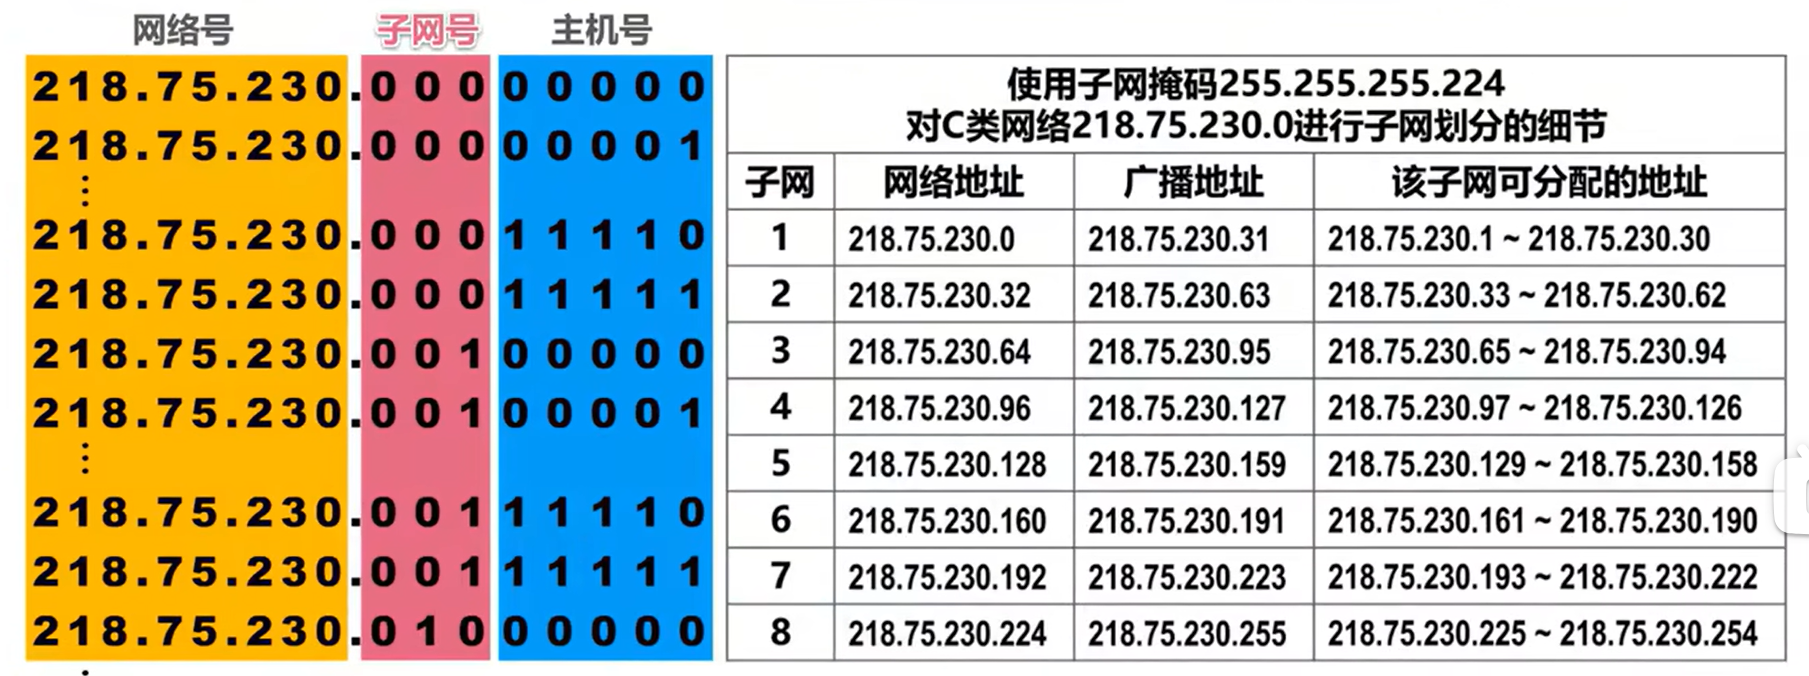 网络号 子网号 主机号
218.75.230.000 00000
218.75.230.000 00001
⋮
218.75.230.000 11110
218.75.230.000 11111
218.75.230.001 00000
218.75.230.001 00001
⋮
218.75.230.001 11110
218.75.230.001 11111
218.75.230.010 00000
使用子网掩码255.255.255.224
对C类网络218.75.230.0进行子网划分的细节
子网 网络地址 广播地址 该子网可分配的地址
1 218.75.230.0 218.75.230.31 218.75.230.1 ~ 218.75.230.30
2 218.75.230.32 218.75.230.63 218.75.230.33 ~ 218.75.230.62
3 218.75.230.64 218.75.230.95 218.75.230.65 ~ 218.75.230.94
4 218.75.230.96 218.75.230.127 218.75.230.97 ~ 218.75.230.126
5 218.75.230.128 218.75.230.159 218.75.230.129 ~ 218.75.230.158
6 218.75.230.160 218.75.230.191 218.75.230.161 ~ 218.75.230.190
7 218.75.230.192 218.75.230.223 218.75.230.193 ~ 218.75.230.222
8 218.75.230.224 218.75.230.255 218.75.230.225 ~ 218.75.230.254